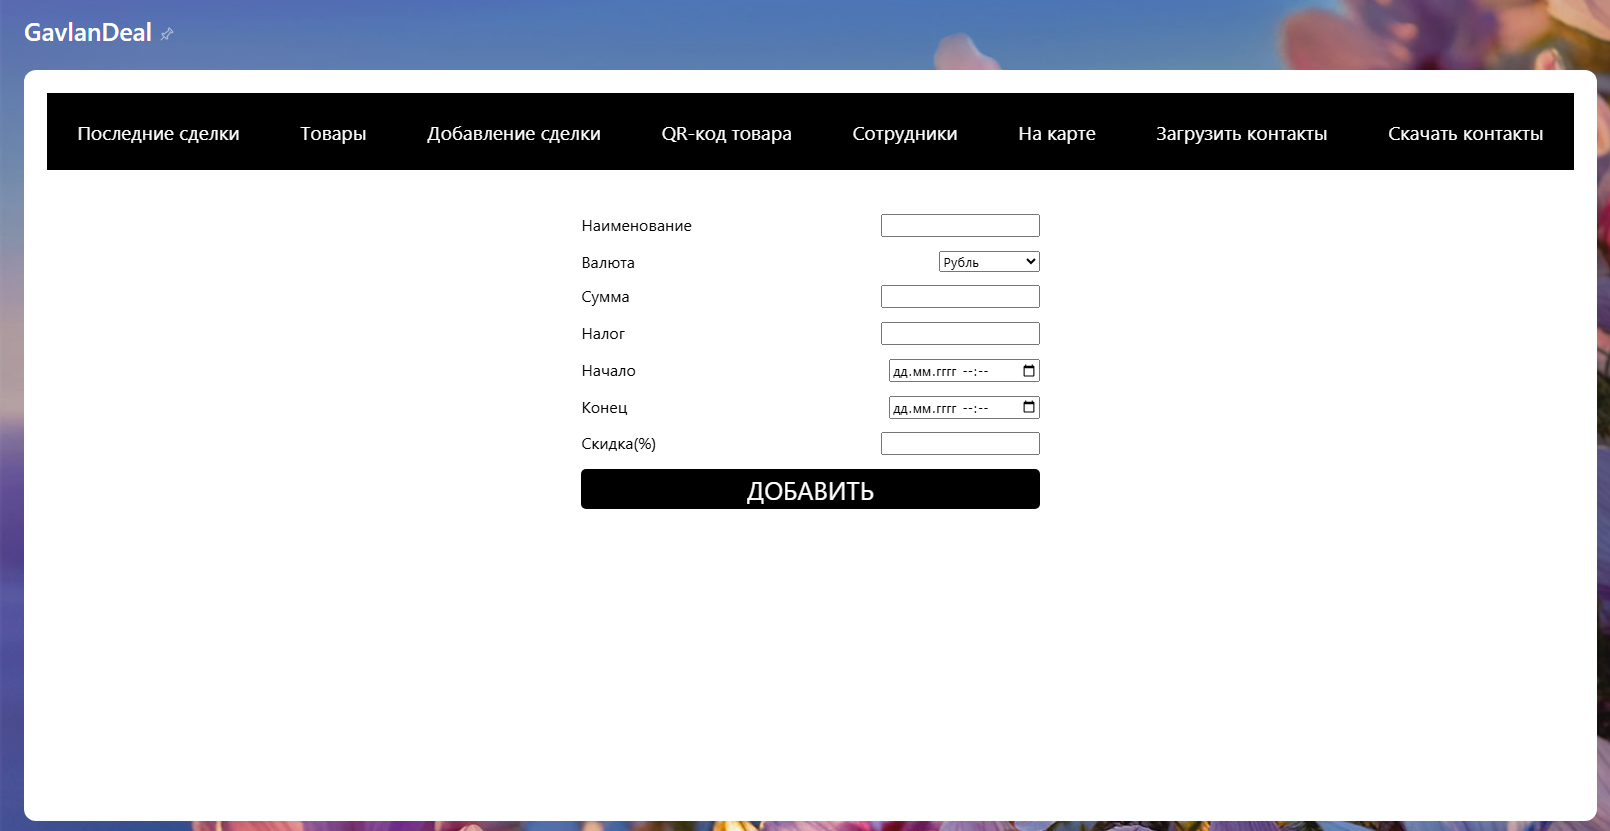 GavlanDeal
Последние сделки Товары Добавление сделки QR-код товара Сотрудники На карте Загрузить контакты Скачать контакты
Наименование
Валюта Рубль
Сумма
Налог
Начало дд.мм.гггг --:--
Конец дд.мм.гггг --:--
Скидка(%)
ДОБАВИТЬ